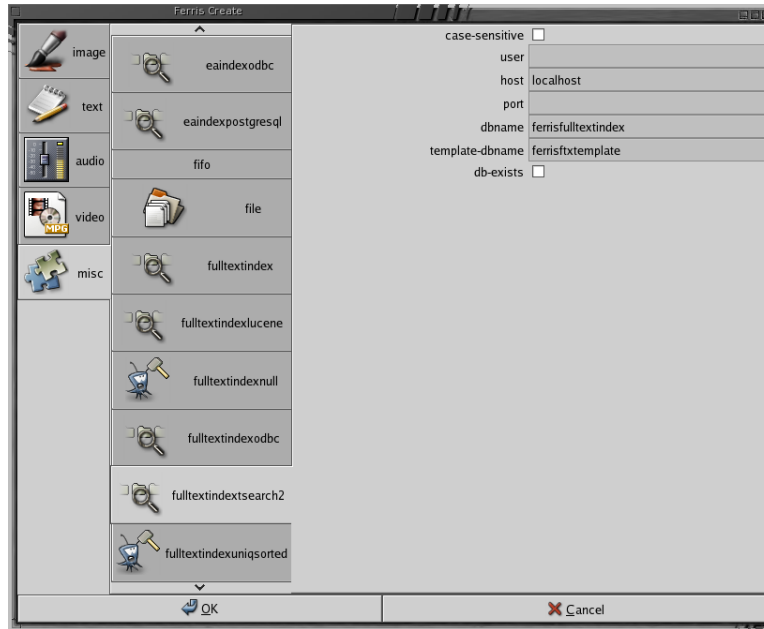 Ferris Create
image
text
audio
video
MPG
misc
eaindexodbc
eaindexpostgresql
fifo
file
fulltextindex
fulltextindexlucene
fulltextindexnull
fulltextindexodbc
fulltextindextsearch2
fulltextindexuniqsorted
case-sensitive
user
host localhost
port
dbname ferrisfulltextindex
template-dbname ferrisftxtemplate
db-exists
OK
Cancel